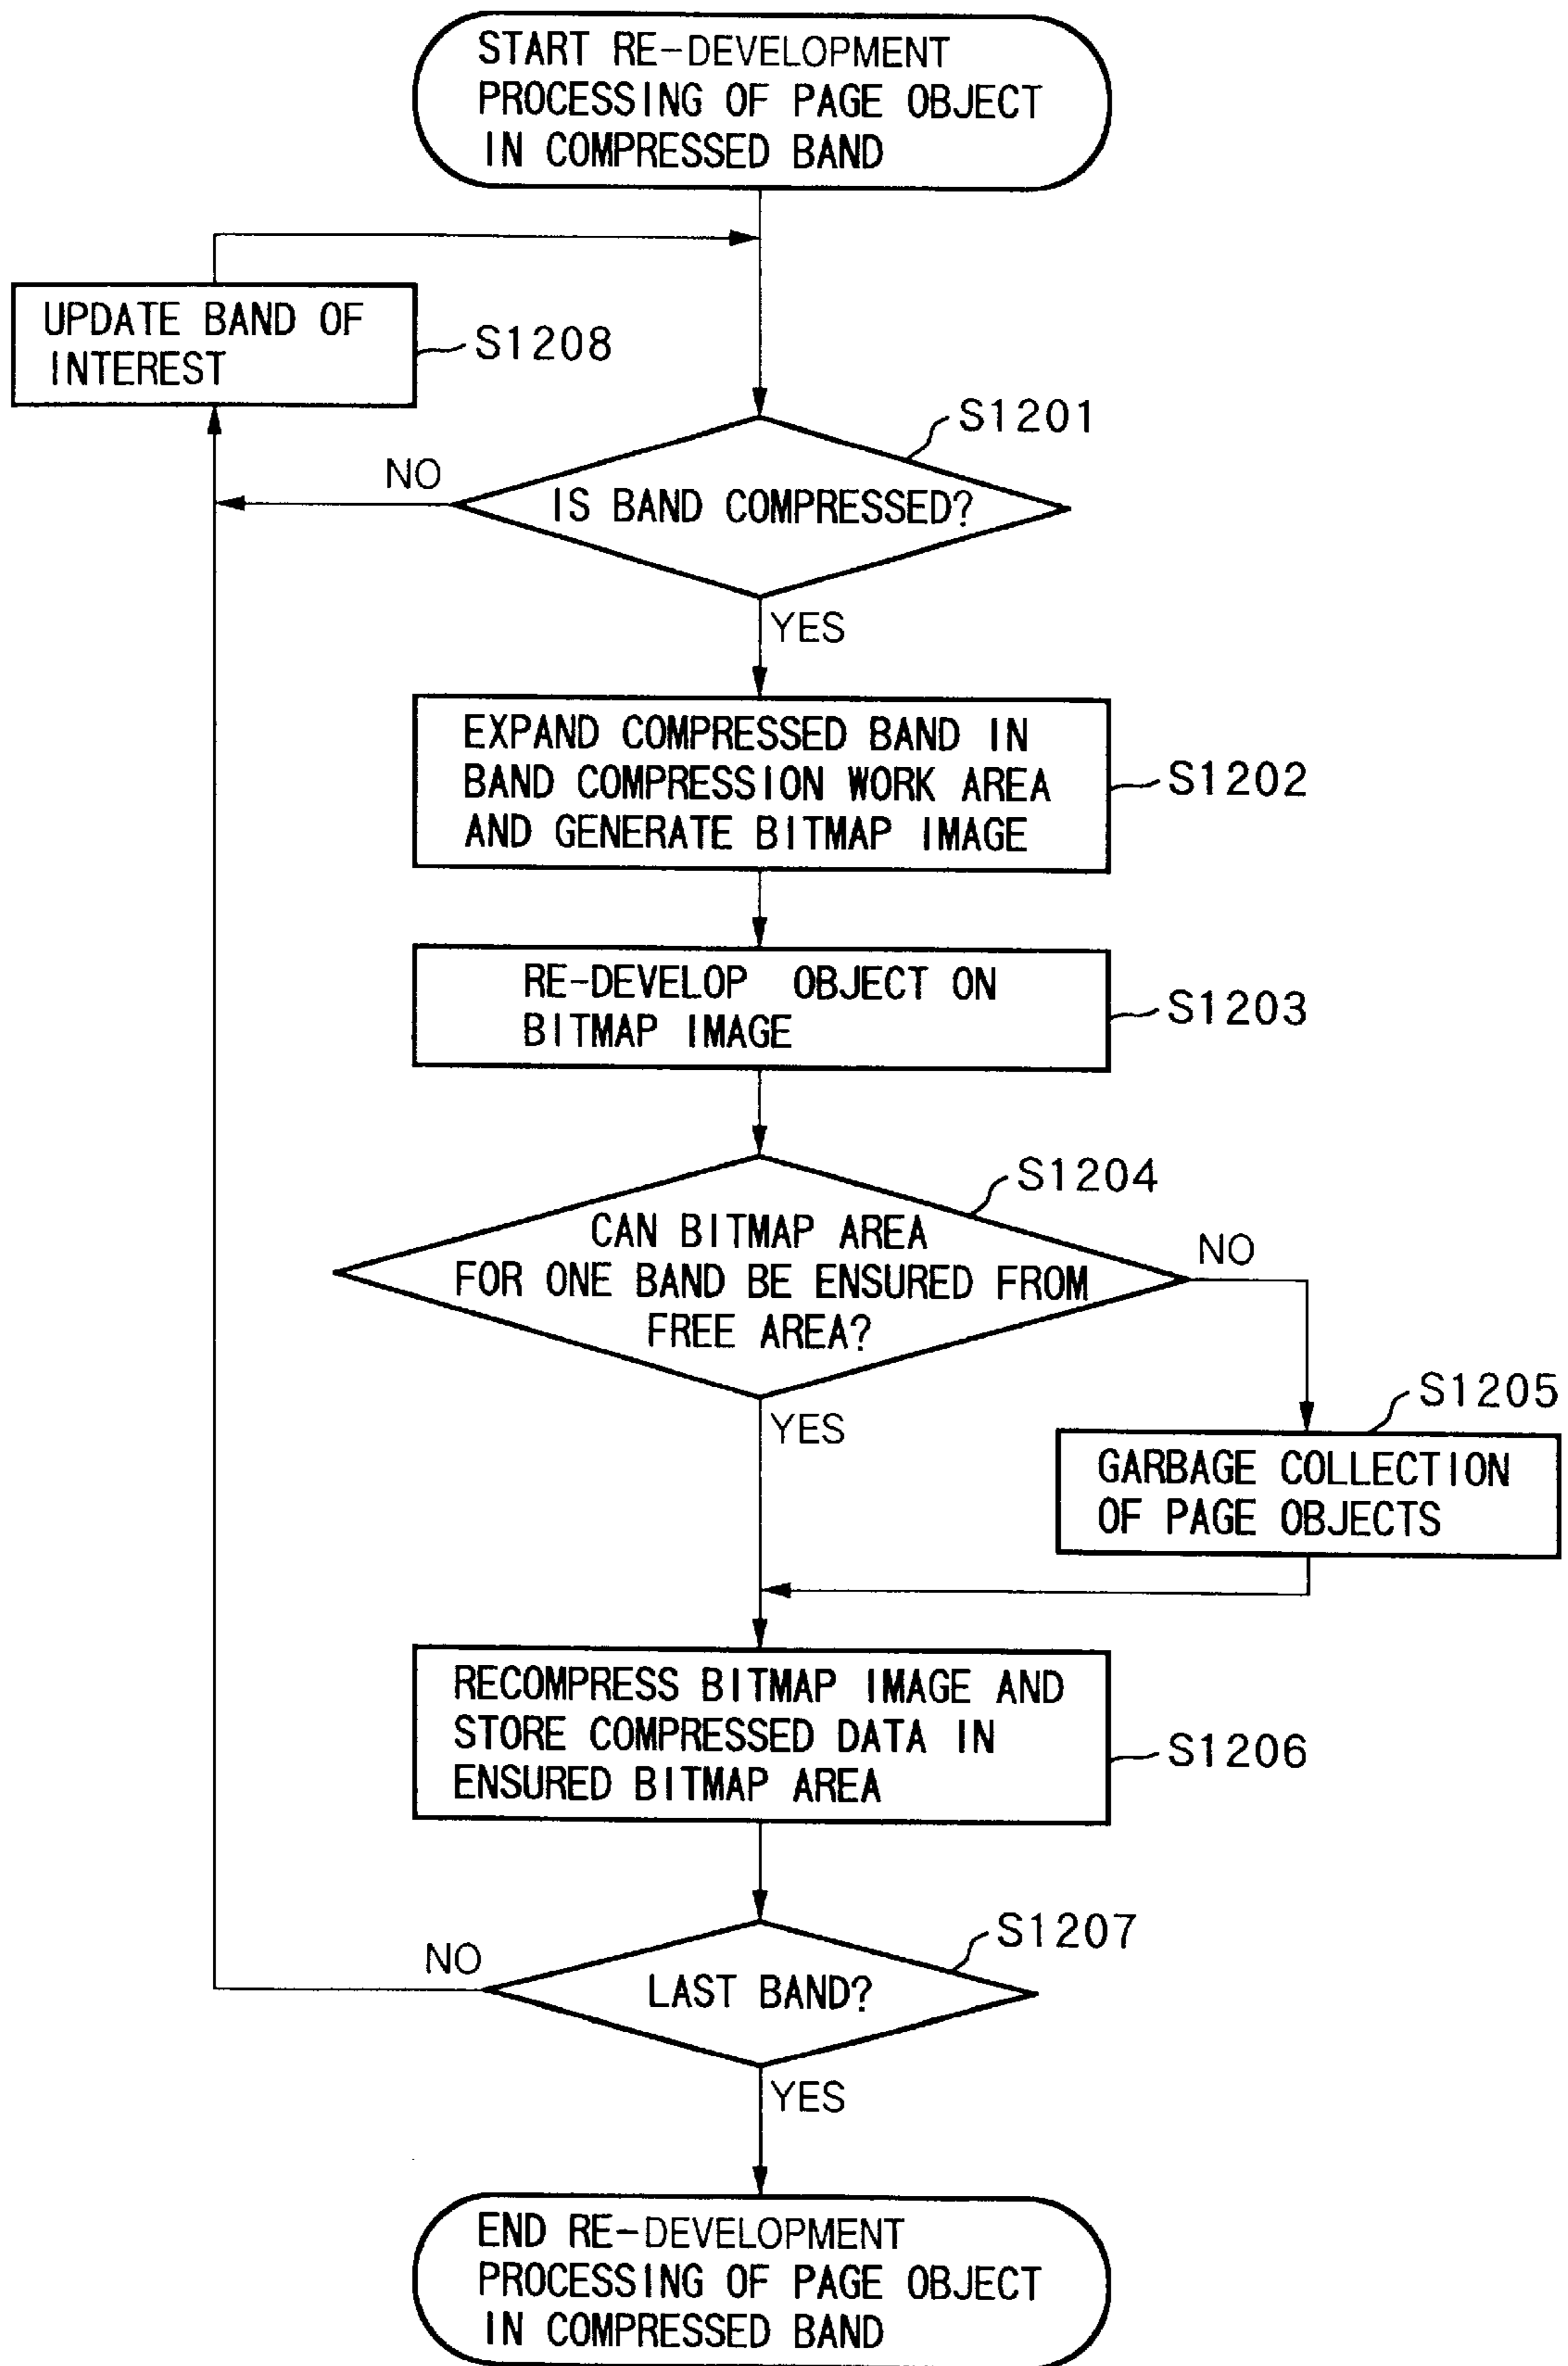 START RE-DEVELOPMENT
PROCESSING OF PAGE OBJECT
IN COMPRESSED BAND
UPDATE BAND OF
INTEREST
S1208
S1201
NO
IS BAND COMPRESSED?
YES
EXPAND COMPRESSED BAND IN
BAND COMPRESSION WORK AREA
AND GENERATE BITMAP IMAGE
S1202
RE-DEVELOP OBJECT ON
BITMAP IMAGE
S1203
S1204
CAN BITMAP AREA
FOR ONE BAND BE ENSURED FROM
FREE AREA?
NO
YES
S1205
GARBAGE COLLECTION
OF PAGE OBJECTS
RECOMPRESS BITMAP IMAGE AND
STORE COMPRESSED DATA IN
ENSURED BITMAP AREA
S1206
S1207
NO
LAST BAND?
YES
END RE-DEVELOPMENT
PROCESSING OF PAGE OBJECT
IN COMPRESSED BAND